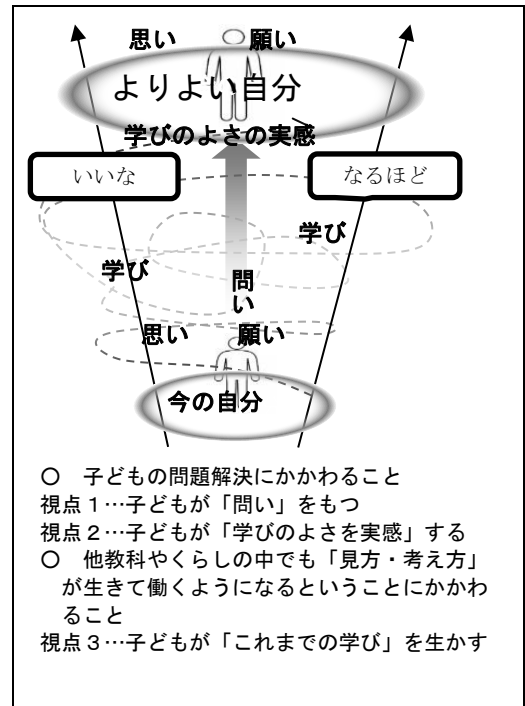 思い 願い
よりよい自分
学びのよさの実感
いいな
なるほど
学び
学び
問い
思い 願い
今の自分
○　子どもの問題解決にかかわること
視点１…子どもが「問い」をもつ
視点２…子どもが「学びのよさを実感」する
○　他教科やくらしの中でも「見方・考え方」
が生きて働くようになるということにかかわ
ること
視点３…子どもが「これまでの学び」を生かす